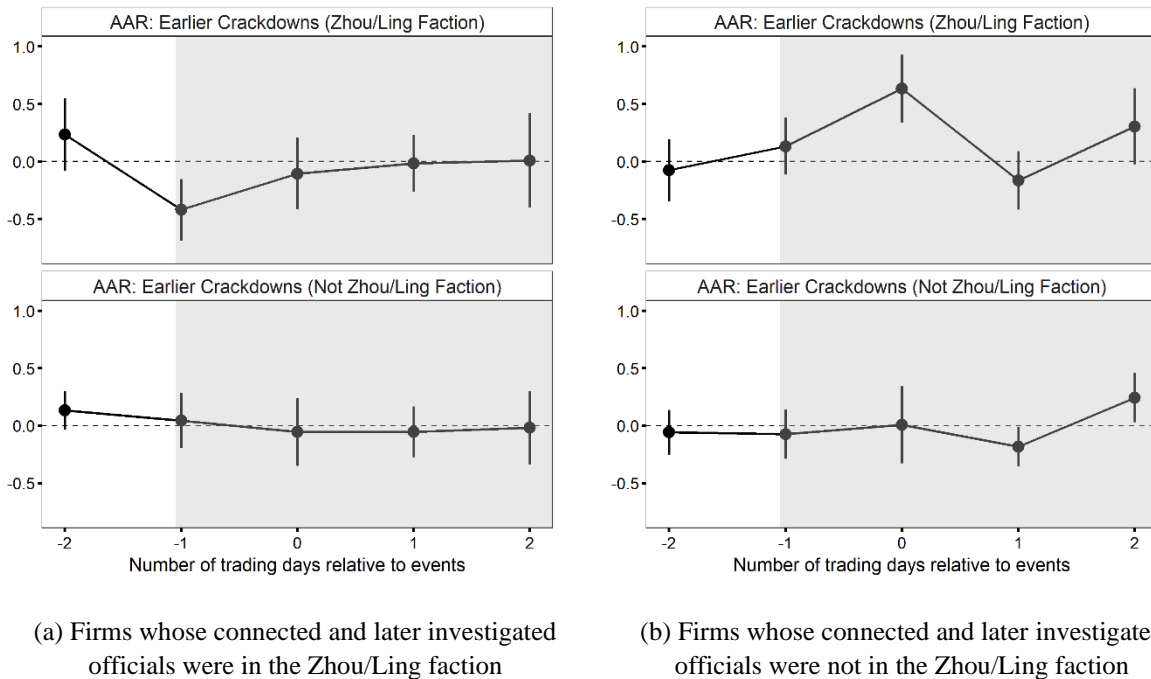 AAR: Earlier Crackdowns (Zhou/Ling Faction)
1.0
0.5
0.0
-0.5
AAR: Earlier Crackdowns (Not Zhou/Ling Faction)
1.0
0.5
0.0
-0.5
-2 -1 0 1 2
Number of trading days relative to events
(a) Firms whose connected and later investigated
officials were in the Zhou/Ling faction
AAR: Earlier Crackdowns (Zhou/Ling Faction)
1.0
0.5
0.0
-0.5
AAR: Earlier Crackdowns (Not Zhou/Ling Faction)
1.0
0.5
0.0
-0.5
-2 -1 0 1 2
Number of trading days relative to events
(b) Firms whose connected and later investigate
officials were not in the Zhou/Ling faction